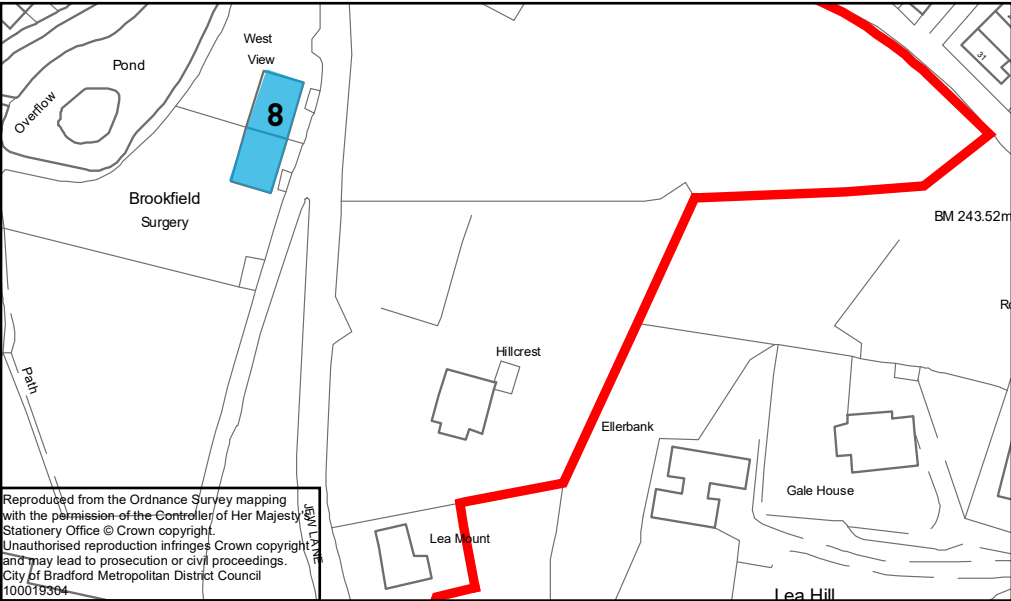 West
View
Pond
Overflow
8
31
Brookfield
Surgery
BM 243.52m
Hillcrest
Path
Ellerbank
Gale House
Lea Mount
JEW LANE
Lea Hill
Reproduced from the Ordnance Survey mapping
with the permission of the Controller of Her Majesty's
Stationery Office © Crown copyright.
Unauthorised reproduction infringes Crown copyright
and may lead to prosecution or civil proceedings.
City of Bradford Metropolitan District Council
100019304